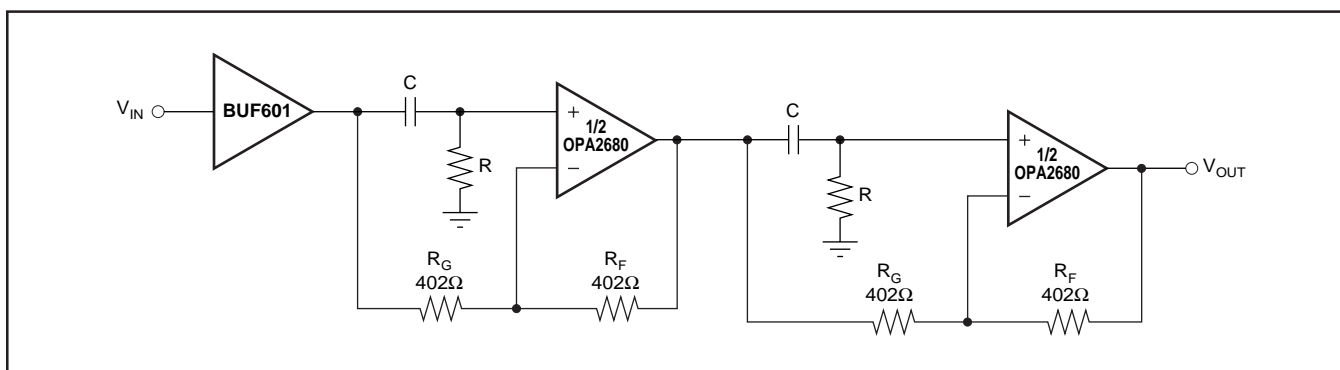 V_IN
BUF601
C
R
+
−
1/2
OPA2680
R_G
402Ω
R_F
402Ω
C
R
+
−
1/2
OPA2680
R_G
402Ω
R_F
402Ω
V_OUT